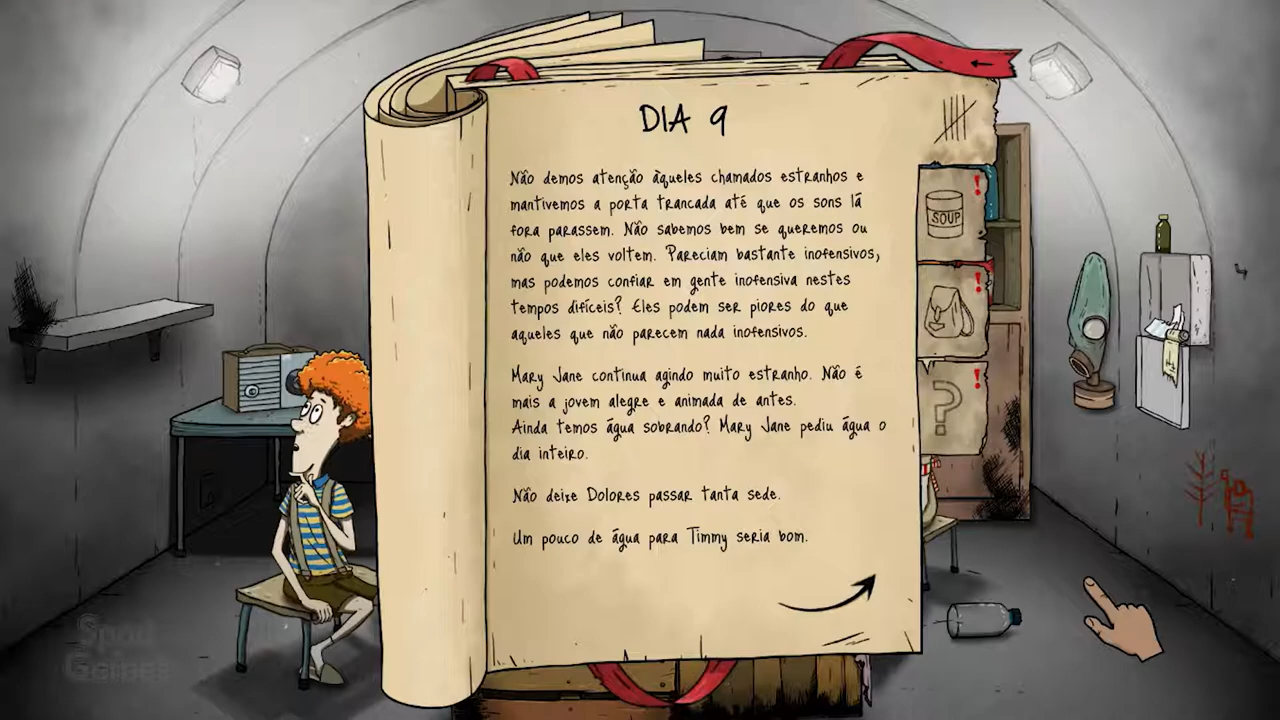 DIA 9
Não demos atenção àqueles chamados estranhos e
mantivemos a porta trancada até que os sons lá
fora parassem. Não sabemos bem se queremos ou
não que eles voltem. Pareciam bastante inofensivos,
mas podemos confiar em gente inofensiva nestes
tempos difíceis? Eles podem ser piores do que
aqueles que não parecem nada inofensivos.
Mary Jane continua agindo muito estranho. Não é
mais a jovem alegre e animada de antes.
Ainda temos água sobrando? Mary Jane pediu água o
dia inteiro.
Não deixe Dolores passar tanta sede.
Um pouco de água para Timmy seria bom.
!
SOUP
!
!
?